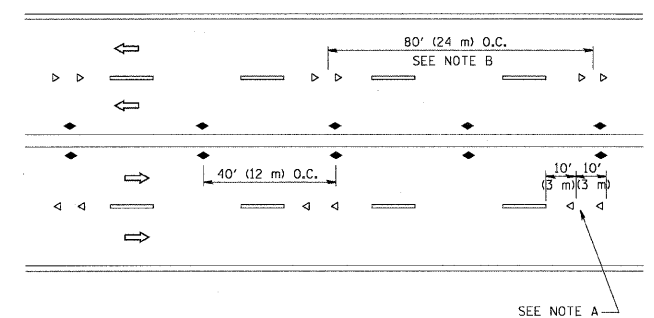 80' (24 m) O.C.
SEE NOTE B
40' (12 m) O.C.
10' 10'
(3 m) (3 m)
SEE NOTE A